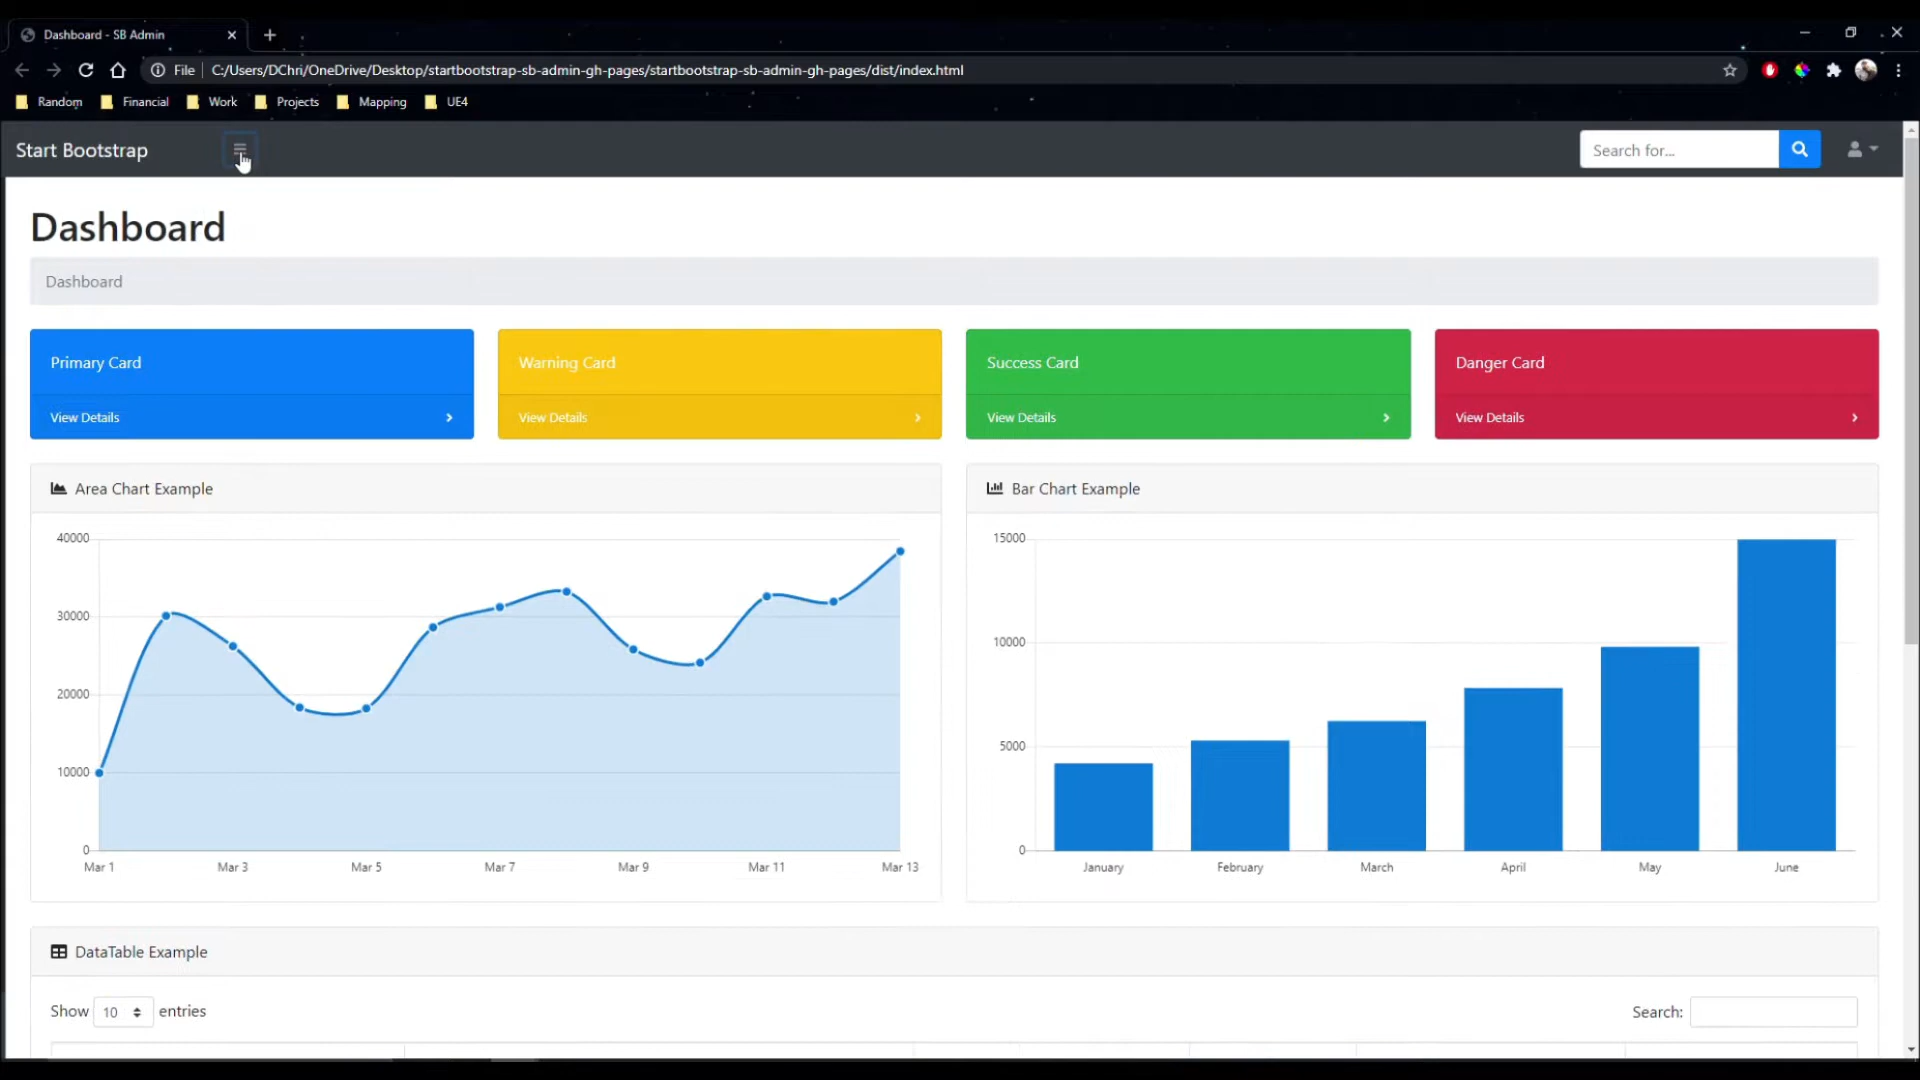 Dashboard - SB Admin
File C:/Users/DChri/OneDrive/Desktop/startbootstrap-sb-admin-gh-pages/startbootstrap-sb-admin-gh-pages/dist/index.html
Random Financial Work Projects Mapping UE4
Start Bootstrap Search for...
Dashboard
Dashboard
Primary Card Warning Card Success Card Danger Card
View Details View Details View Details View Details
Area Chart Example
40000
30000
20000
10000
0
Mar 1 Mar 3 Mar 5 Mar 7 Mar 9 Mar 11 Mar 13
Bar Chart Example
15000
10000
5000
0
January February March April May June
DataTable Example
Show 10 entries Search: